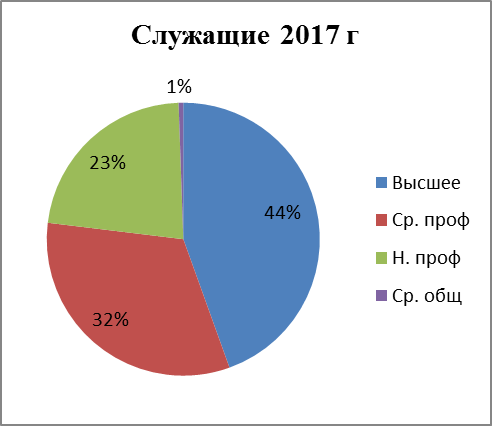 Служащие 2017 г
1%
23%
44%
32%
Высшее
Ср. проф
Н. проф
Ср. общ